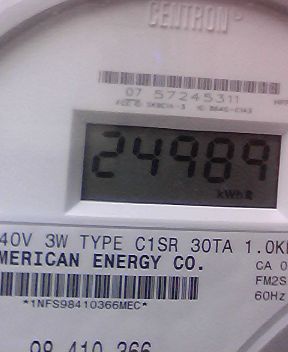 CENTRON
07 57245311
24989
kWh
40V 3W TYPE C1SR 30TA 1.0K
MERICAN ENERGY CO.
CA 0
FM2S
*1NFS98410366MEC*
60Hz
98 410 366